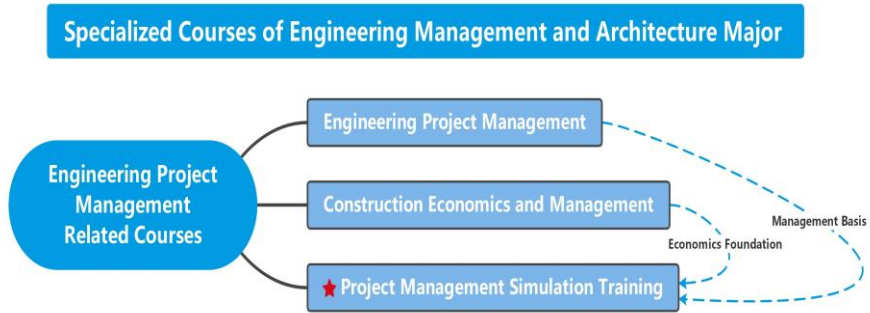 Specialized Courses of Engineering Management and Architecture Major
Engineering Project Management
Engineering Project
Management
Related Courses
Construction Economics and Management
Management Basis
Economics Foundation
Project Management Simulation Training